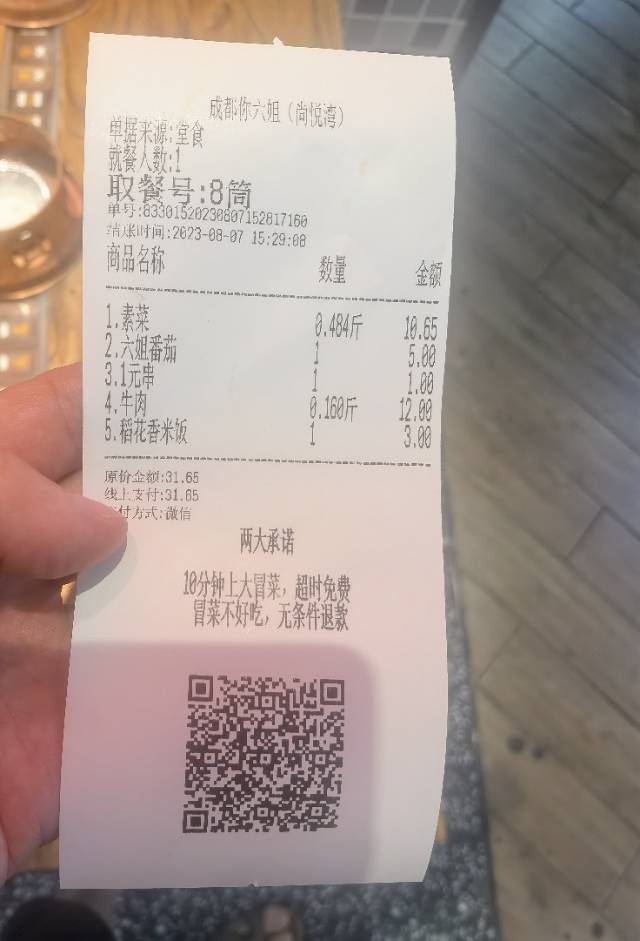 成都你六姐（尚悦湾）
单据来源:堂食
就餐人数:1
取餐号:8筒
单号:83301520230807152817160
结账时间:2023-08-07 15:29:08
商品名称 数量 金额
1.素菜 0.484斤 10.65
2.六姐番茄 1 5.00
3.1元串 1 1.00
4.牛肉 0.160斤 12.00
5.稻花香米饭 1 3.00
原价金额:31.65
线上支付:31.65
付方式:微信
两大承诺
10分钟上大冒菜，超时免费
冒菜不好吃，无条件退款